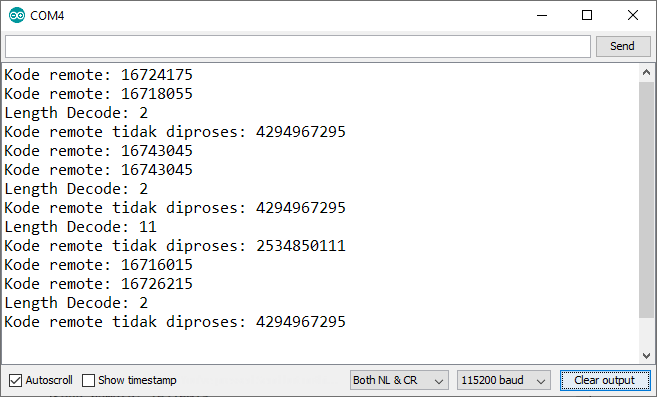 COM4
Send
Kode remote: 16724175
Kode remote: 16718055
Length Decode: 2
Kode remote tidak diproses: 4294967295
Kode remote: 16743045
Kode remote: 16743045
Length Decode: 2
Kode remote tidak diproses: 4294967295
Length Decode: 11
Kode remote tidak diproses: 2534850111
Kode remote: 16716015
Kode remote: 16726215
Length Decode: 2
Kode remote tidak diproses: 4294967295
Autoscroll Show timestamp Both NL & CR 115200 baud Clear output